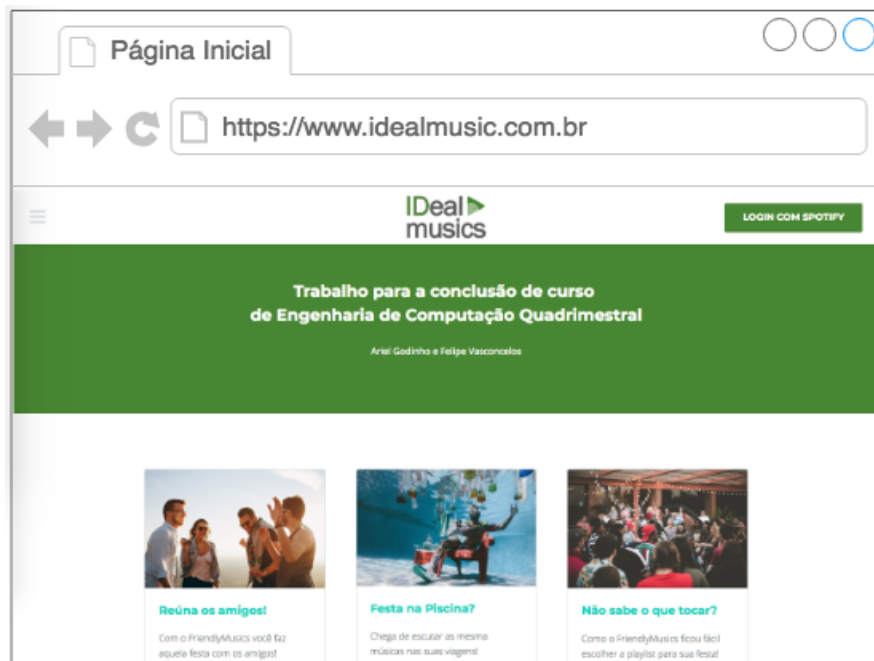 Página Inicial
https://www.idealmusic.com.br
IDeal
musics
LOGIN COM SPOTIFY
Trabalho para a conclusão de curso
de Engenharia de Computação Quadrimestral
Ariel Godinho e Felipe Vasconcelos
Reúna os amigos!
Com o FriendlyMusics você faz
aquela festa com os amigos!
Festa na Piscina?
Chega de escutar as mesma
músicas nas suas viagens!
Não sabe o que tocar?
Como o FriendlyMusics ficou fácil
escolher a playlist para sua festa!